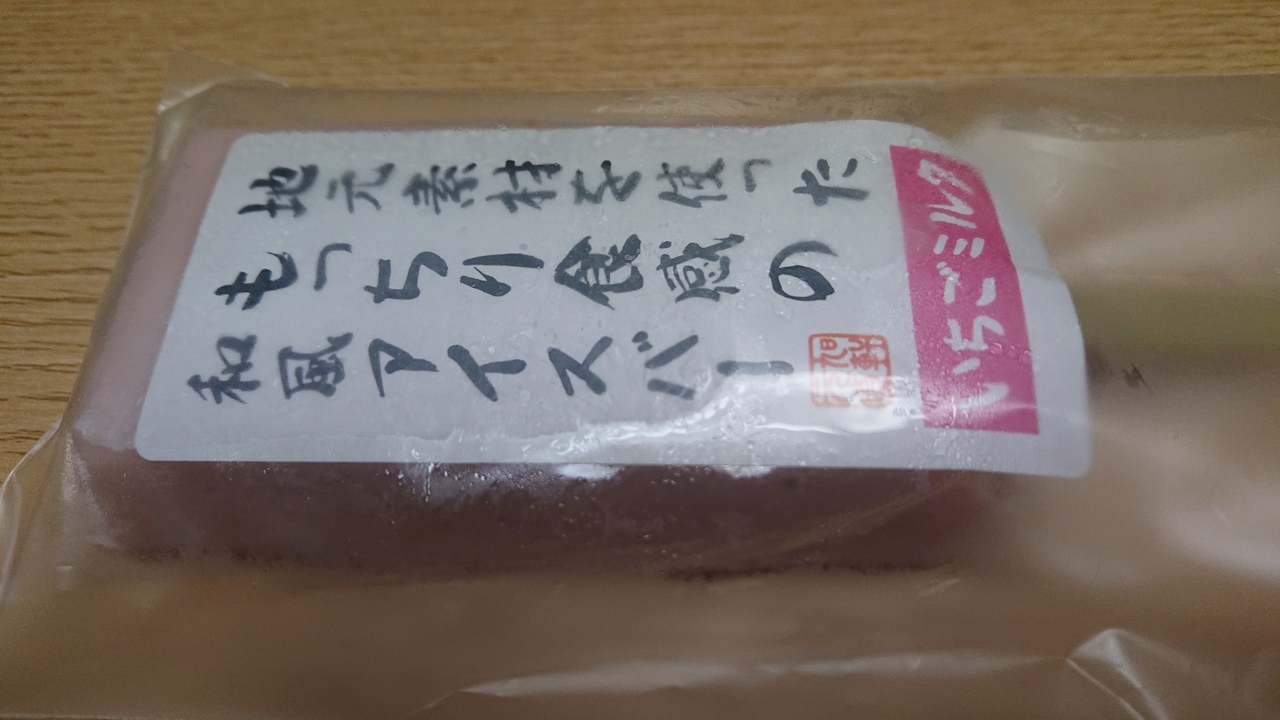 地元素材を使った
もっちり食感の
和風アイスバー
いちごミルク